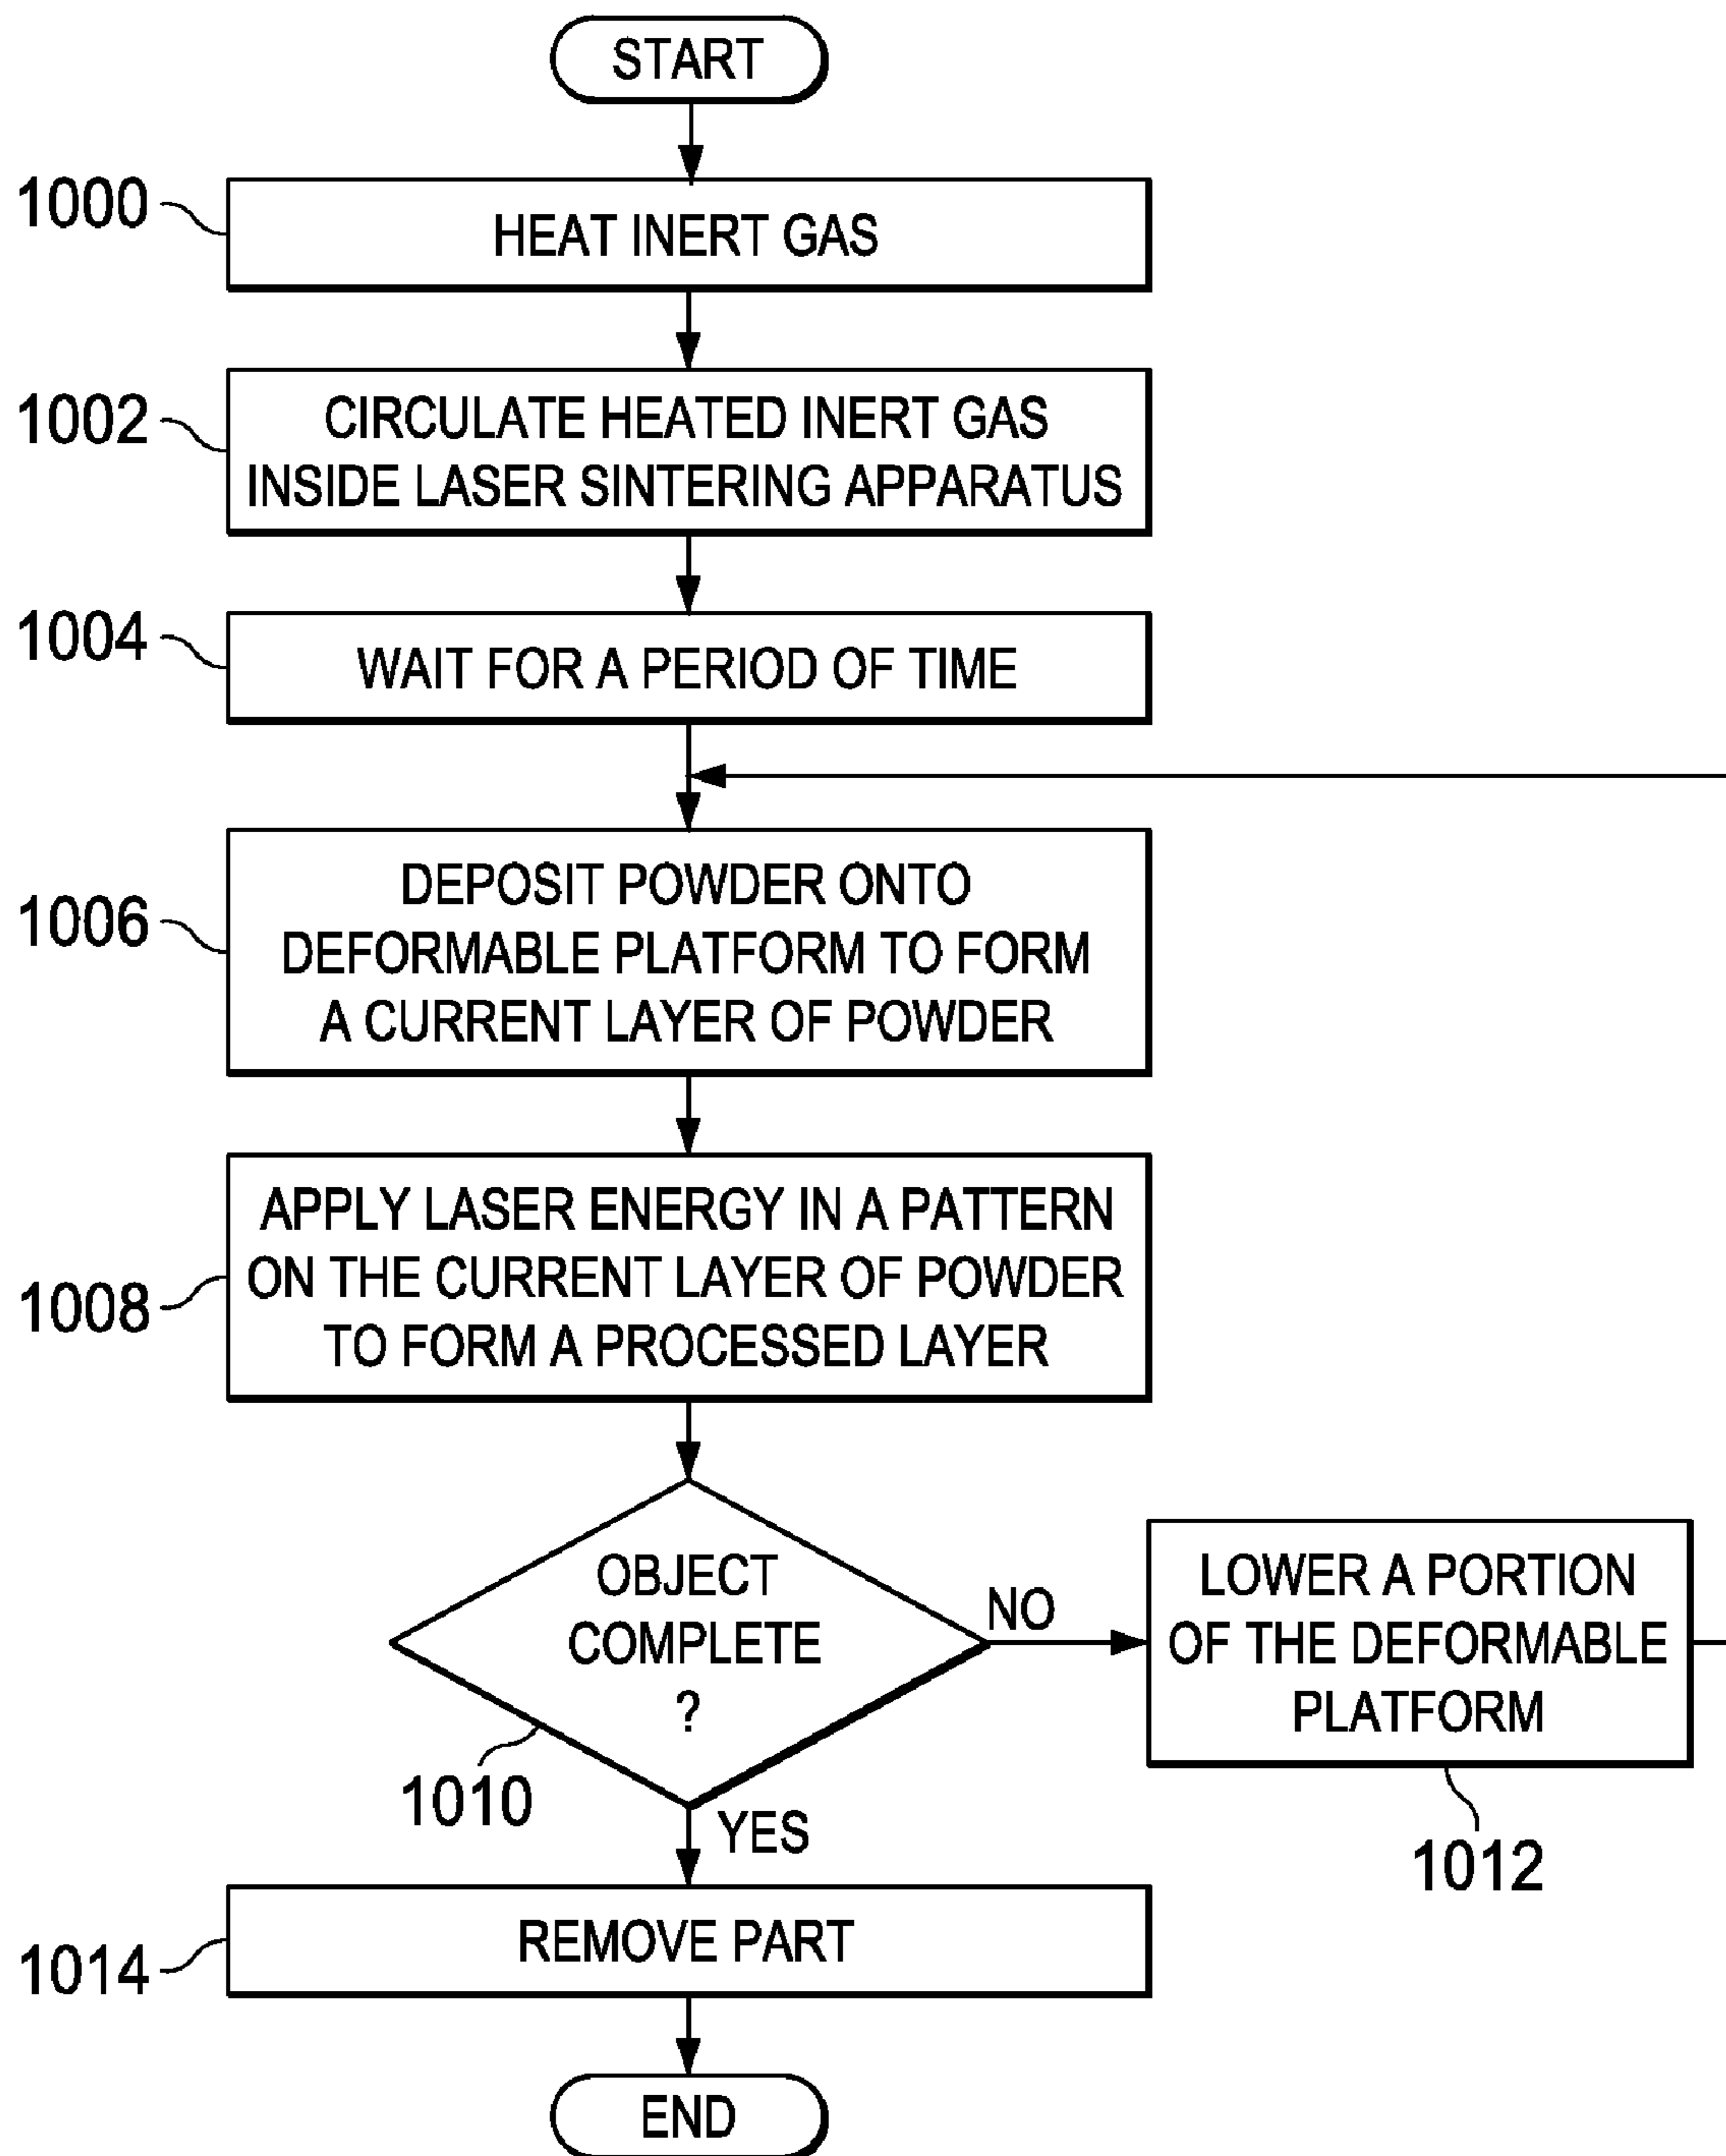 START
1000
HEAT INERT GAS
1002
CIRCULATE HEATED INERT GAS
INSIDE LASER SINTERING APPARATUS
1004
WAIT FOR A PERIOD OF TIME
1006
DEPOSIT POWDER ONTO
DEFORMABLE PLATFORM TO FORM
A CURRENT LAYER OF POWDER
1008
APPLY LASER ENERGY IN A PATTERN
ON THE CURRENT LAYER OF POWDER
TO FORM A PROCESSED LAYER
OBJECT
COMPLETE
?
1010
NO
LOWER A PORTION
OF THE DEFORMABLE
PLATFORM
1012
YES
1014
REMOVE PART
END